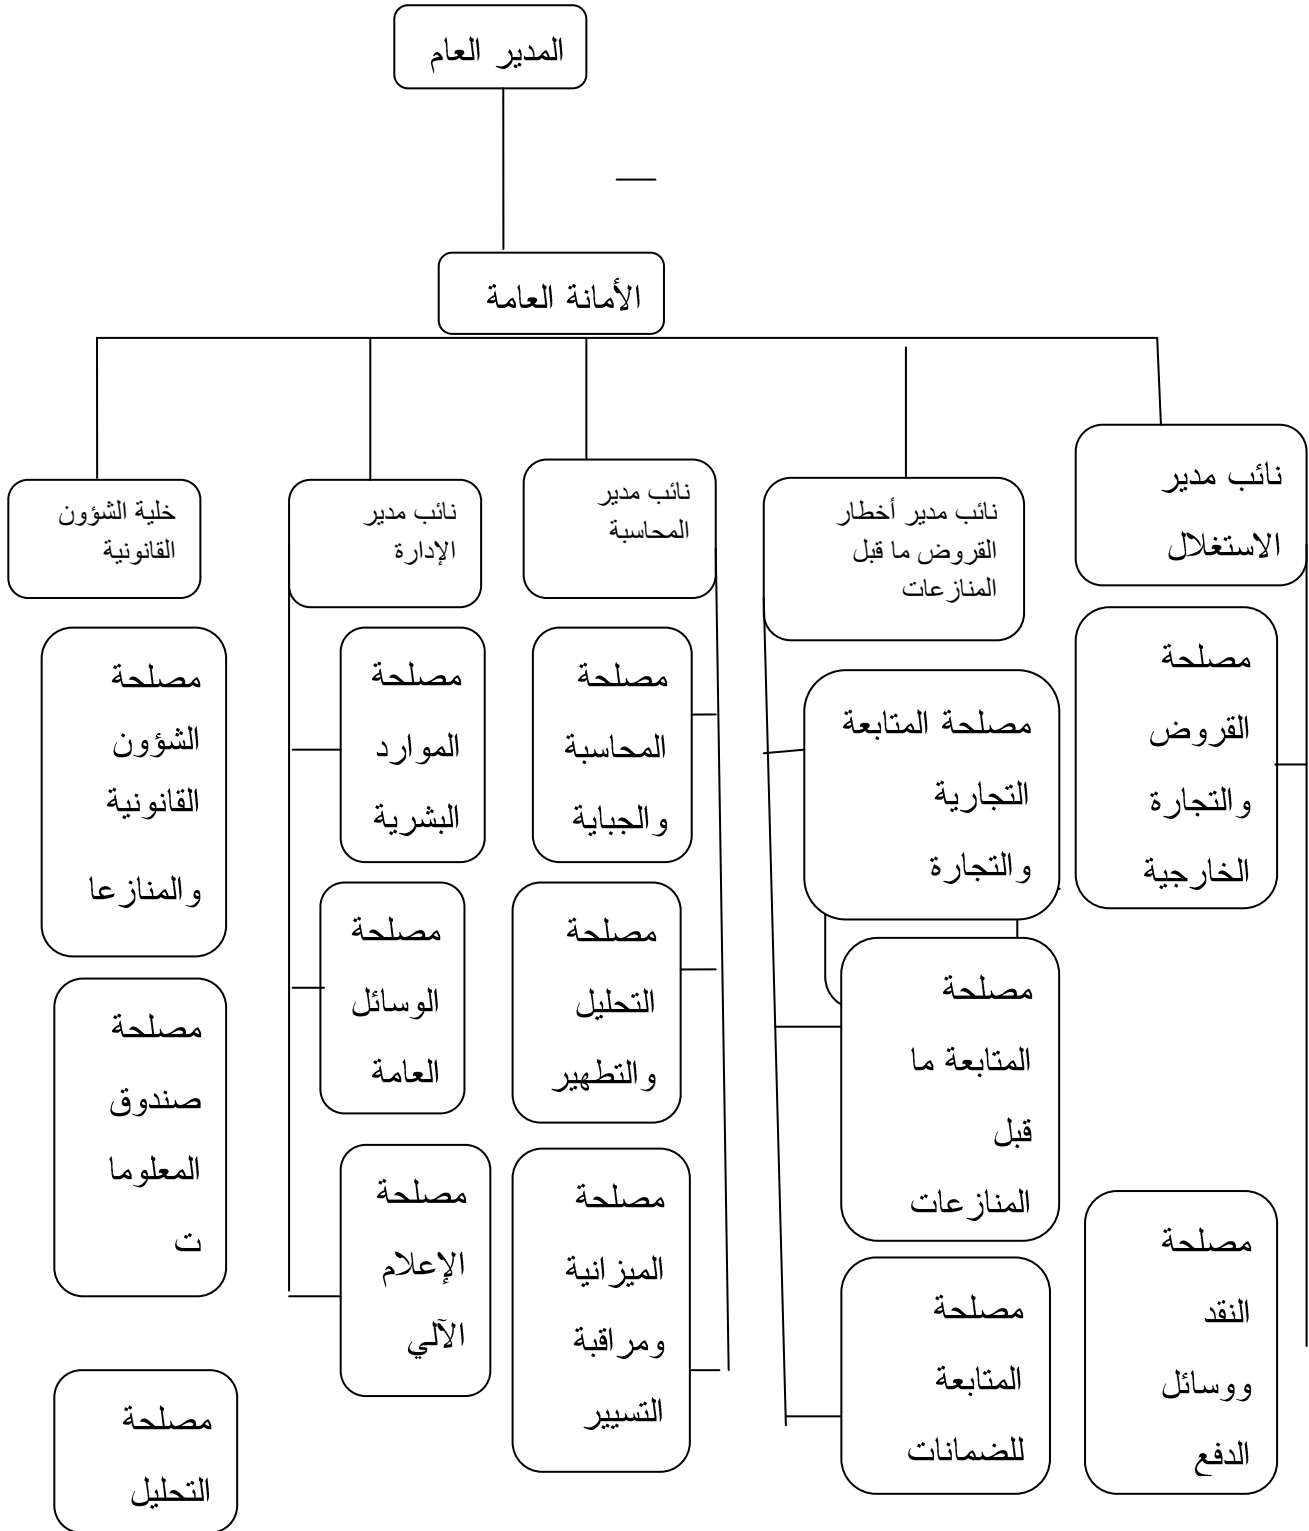 المدير العام
الأمانة العامة
نائب مدير
الاستغلال
نائب مدير أخطار
القروض ما قبل
المنازعات
نائب مدير
المحاسبة
نائب مدير
الإدارة
خلية الشؤون
القانونية
مصلحة
القروض
والتجارة
الخارجية
مصلحة
النقد
ووسائل
الدفع
مصلحة المتابعة
التجارية
والتجارة
مصلحة
المتابعة ما
قبل
المنازعات
مصلحة
المتابعة
للضمانات
مصلحة
المحاسبة
والجباية
مصلحة
التحليل
والتطهير
مصلحة
الميزانية
ومراقبة
التسيير
مصلحة
الموارد
البشرية
مصلحة
الوسائل
العامة
مصلحة
الإعلام
الآلي
مصلحة
الشؤون
القانونية
والمنازعا
مصلحة
صندوق
المعلوما
ت
مصلحة
التحليل